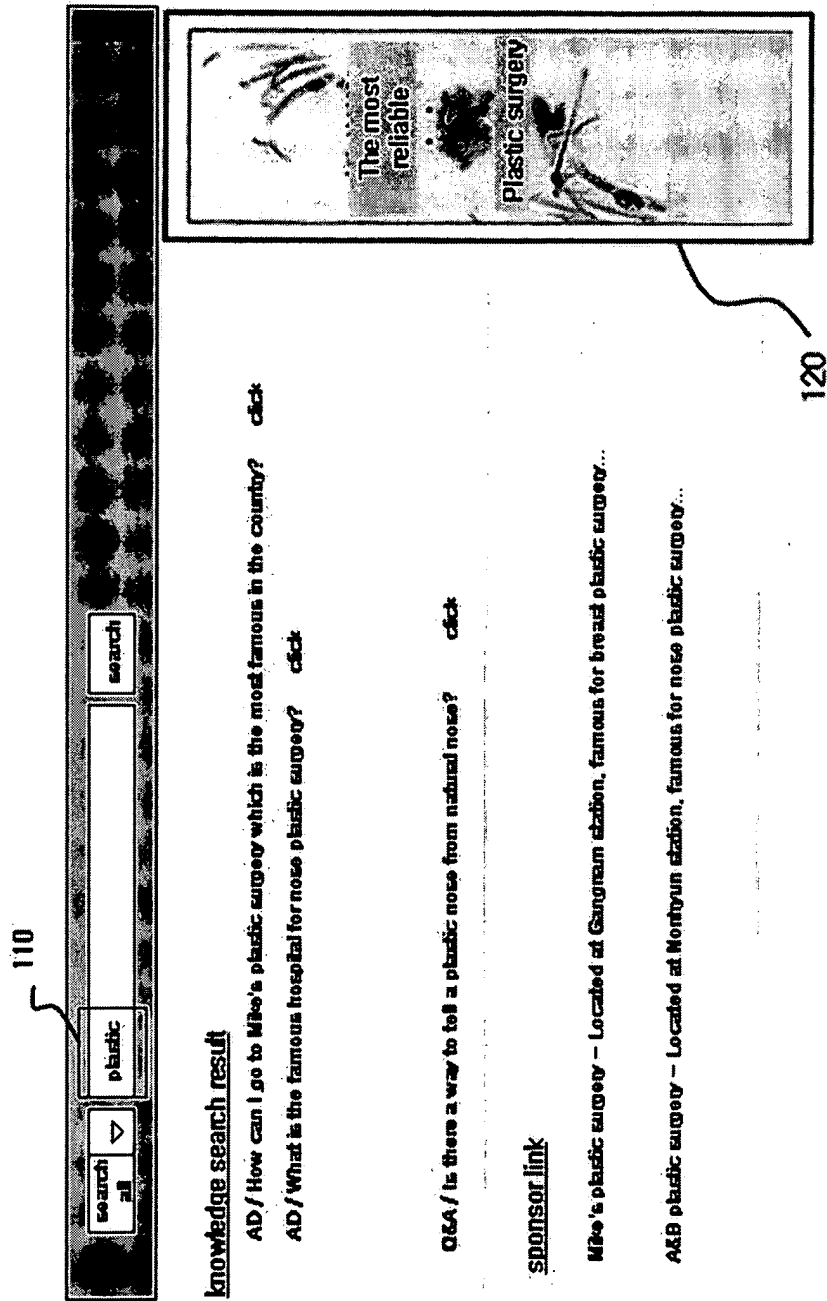 110
search
all
plastic
search
knowledge search result
AD / How can I go to Mike's plastic surgery which is the most famous in the country? click
AD / What is the famous hospital for nose plastic surgery? click
Q&A / Is there a way to tell a plastic nose from natural nose? click
sponsor link
Mike's plastic surgery – Located at Gangnam station, famous for breast plastic surgery...
A&B plastic surgery – Located at Nonhyun station, famous for nose plastic surgery...
The most
reliable
Plastic surgery
120